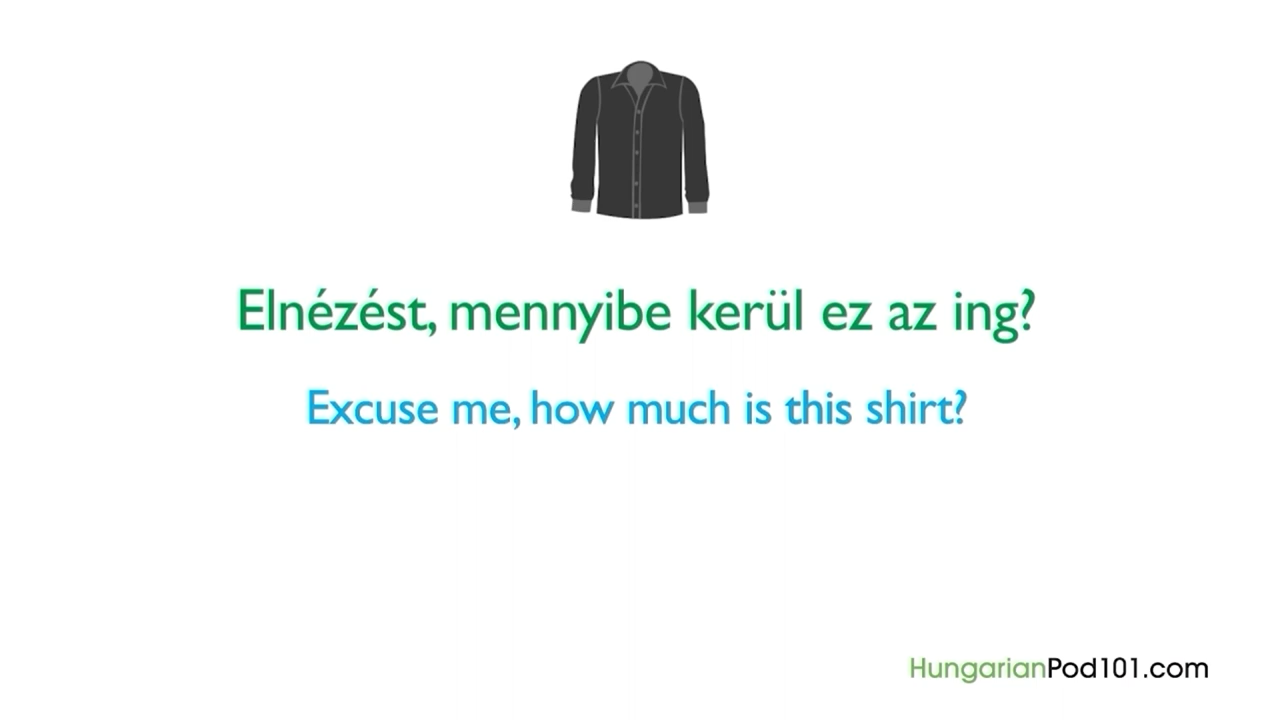 Elnézést, mennyibe kerül ez az ing?
Excuse me, how much is this shirt?
HungarianPod101.com